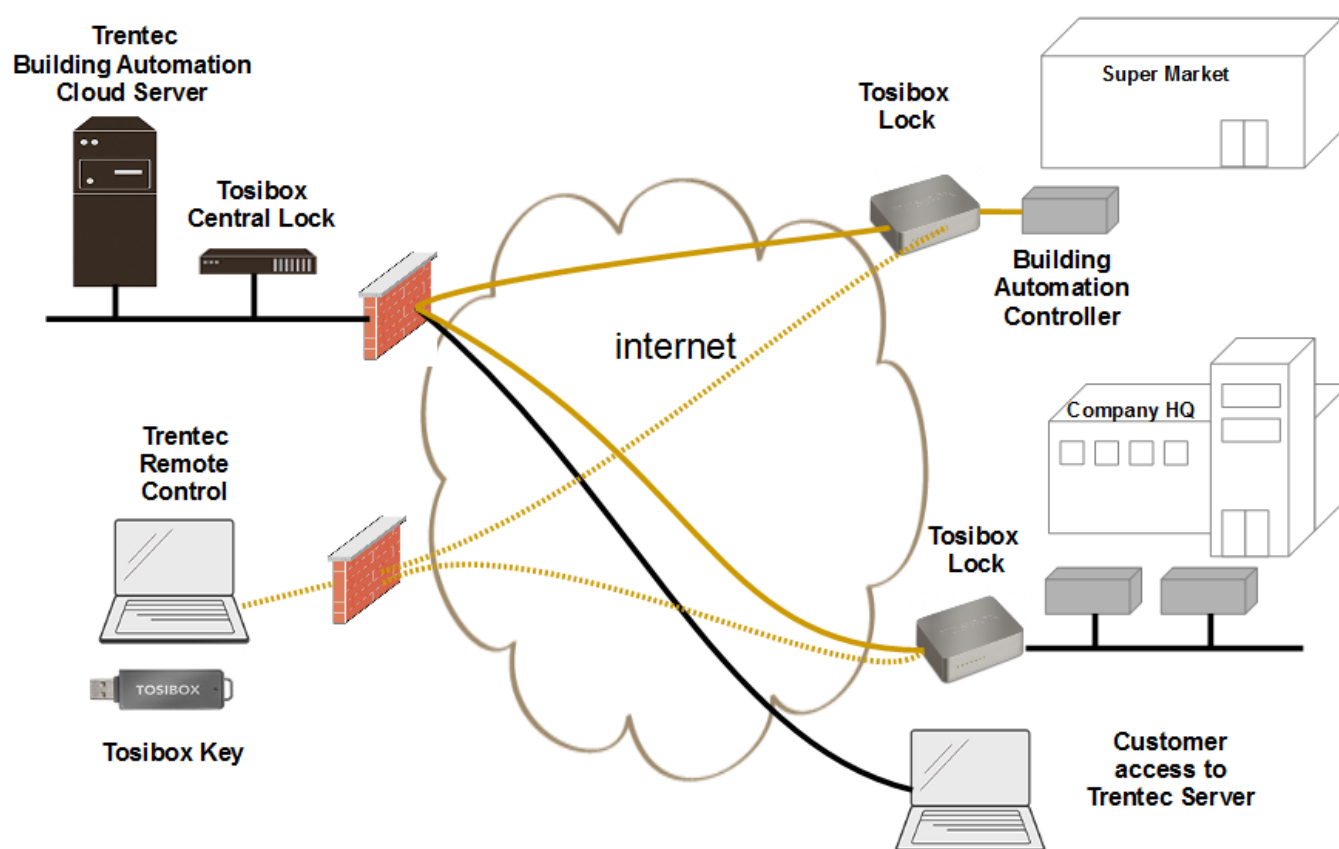 Trentec
Building Automation
Cloud Server
Tosibox
Central Lock
Tosibox
Lock
Super Market
Building
Automation
Controller
internet
Company HQ
Trentec
Remote
Control
Tosibox
Lock
TOSIBOX
Tosibox Key
Customer
access to
Trentec Server